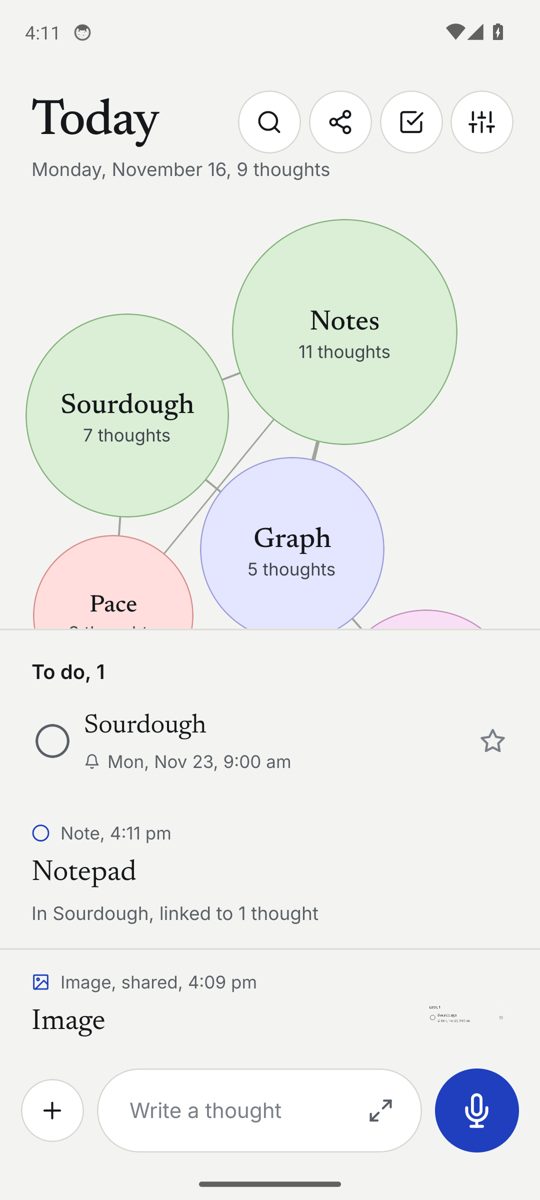 4:11
Today
Monday, November 16, 9 thoughts
Notes
11 thoughts
Sourdough
7 thoughts
Graph
5 thoughts
Pace
To do, 1
Sourdough
Mon, Nov 23, 9:00 am
Note, 4:11 pm
Notepad
In Sourdough, linked to 1 thought
Image, shared, 4:09 pm
Image
Write a thought